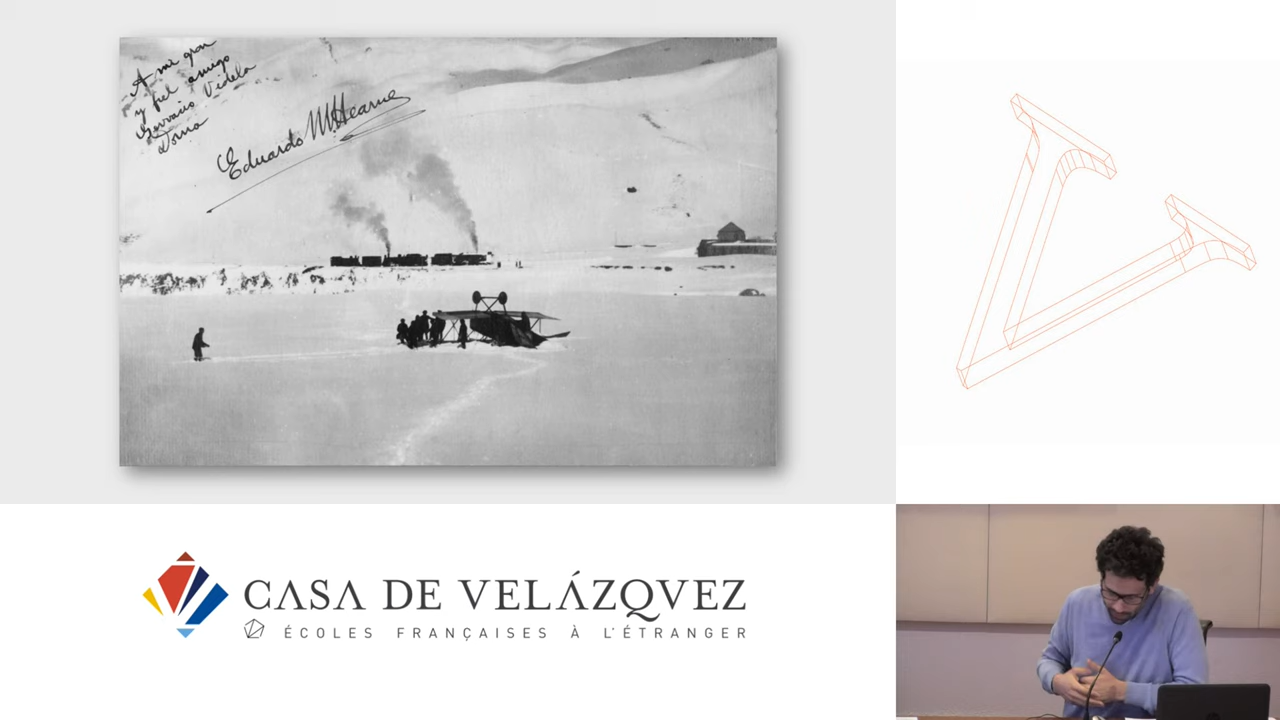 A mi gran
y fiel amigo
Gervasio Videla
Dorna
Eduardo M. Hearne
CASA DE VELÁZQVEZ
ÉCOLES FRANÇAISES À L'ÉTRANGER